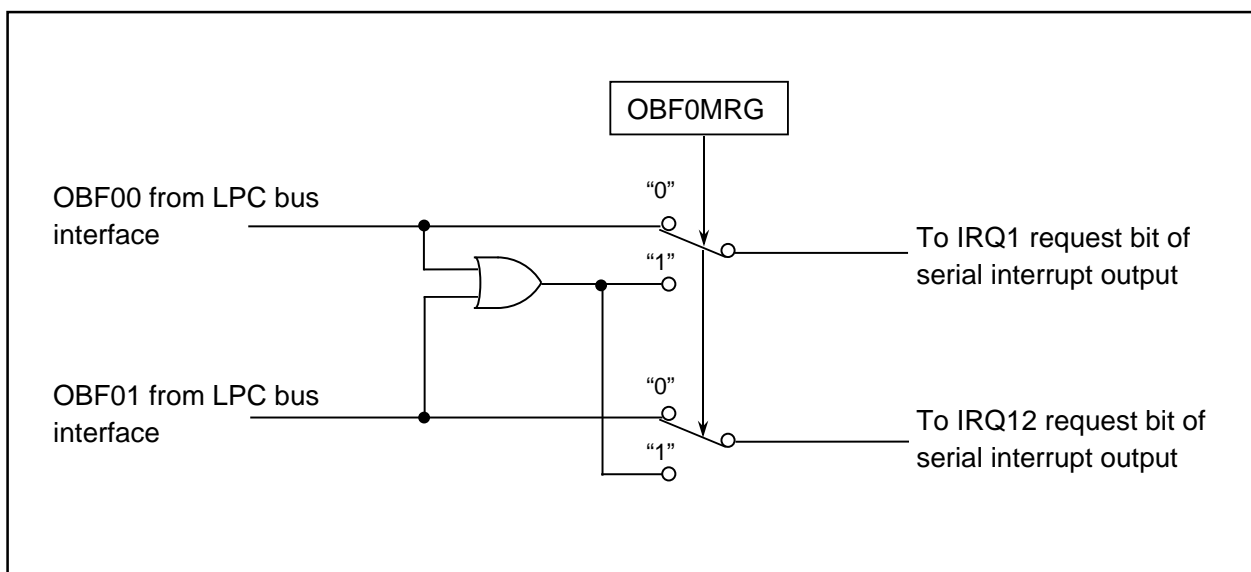 OBF0MRG
OBF00 from LPC bus
interface
“0”
To IRQ1 request bit of
serial interrupt output
“1”
OBF01 from LPC bus
interface
“0”
To IRQ12 request bit of
serial interrupt output
“1”